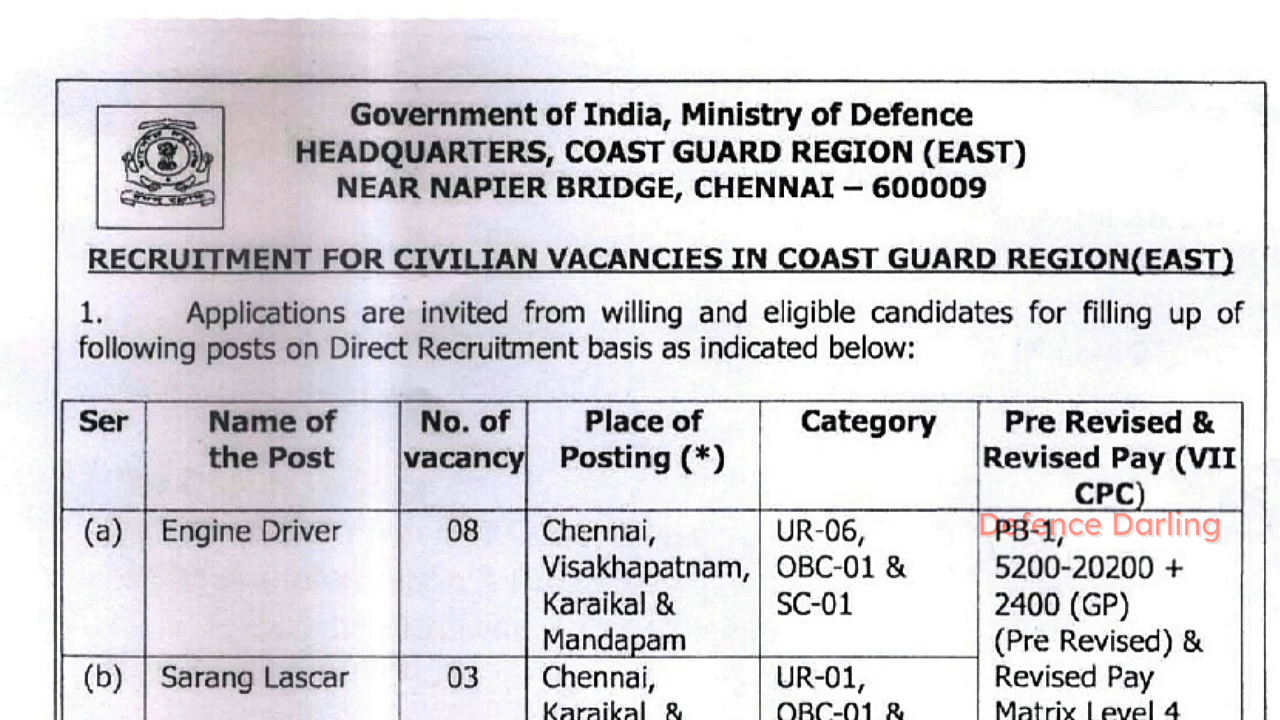 Government of India, Ministry of Defence
HEADQUARTERS, COAST GUARD REGION (EAST)
NEAR NAPIER BRIDGE, CHENNAI – 600009
RECRUITMENT FOR CIVILIAN VACANCIES IN COAST GUARD REGION(EAST)
1. Applications are invited from willing and eligible candidates for filling up of
following posts on Direct Recruitment basis as indicated below:
Ser
Name of
the Post
No. of
vacancy
Place of
Posting (*)
Category
Pre Revised &
Revised Pay (VII
CPC)
(a)
Engine Driver
08
Chennai,
Visakhapatnam,
Karaikal &
Mandapam
UR-06,
OBC-01 &
SC-01
Defence Darling
PB-1,
5200-20200 +
2400 (GP)
(Pre Revised) &
Revised Pay
Matrix Level 4
(b)
Sarang Lascar
03
Chennai,
Karaikal &
UR-01,
OBC-01 &